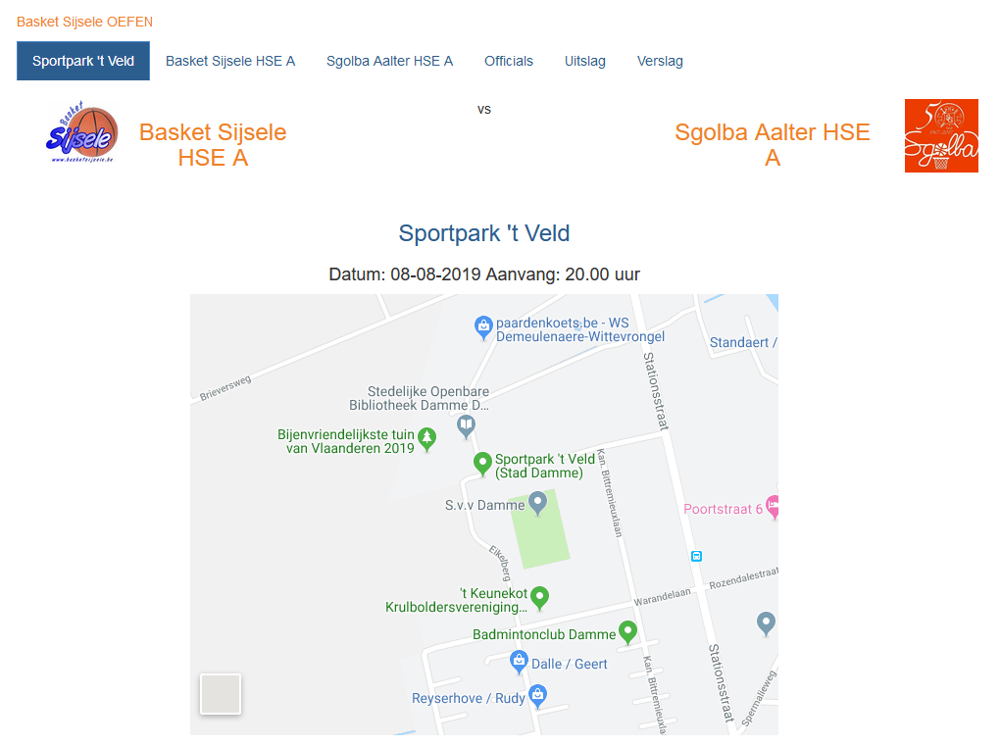 Basket Sijsele OEFEN
Sportpark 't Veld
Basket Sijsele HSE A
Sgolba Aalter HSE A
Officials
Uitslag
Verslag
Basket
Sijsele
www.basketsijsele.be
Basket Sijsele
HSE A
vs
Sgolba Aalter HSE
A
50
Sgolba
Sportpark 't Veld
Datum: 08-08-2019 Aanvang: 20.00 uur
paardenkoets.be - WS
Demeulenaere-Wittevrongel
Standaert /
Stationsstraat
Brieversweg
Stedelijke Openbare
Bibliotheek Damme D...
Bijenvriendelijkste tuin
van Vlaanderen 2019
Sportpark 't Veld
(Stad Damme)
Kan. Bittremieuxlaan
S.v.v Damme
Poortstraat 6
Eikelberg
Rozendalestraat
't Keunekot
Krulboldersvereniging...
Warandelaan
Badmintonclub Damme
Dalle / Geert
Reyserhove / Rudy
Kan. Bittremieuxlaan
Stationsstraat
Spermalieweg